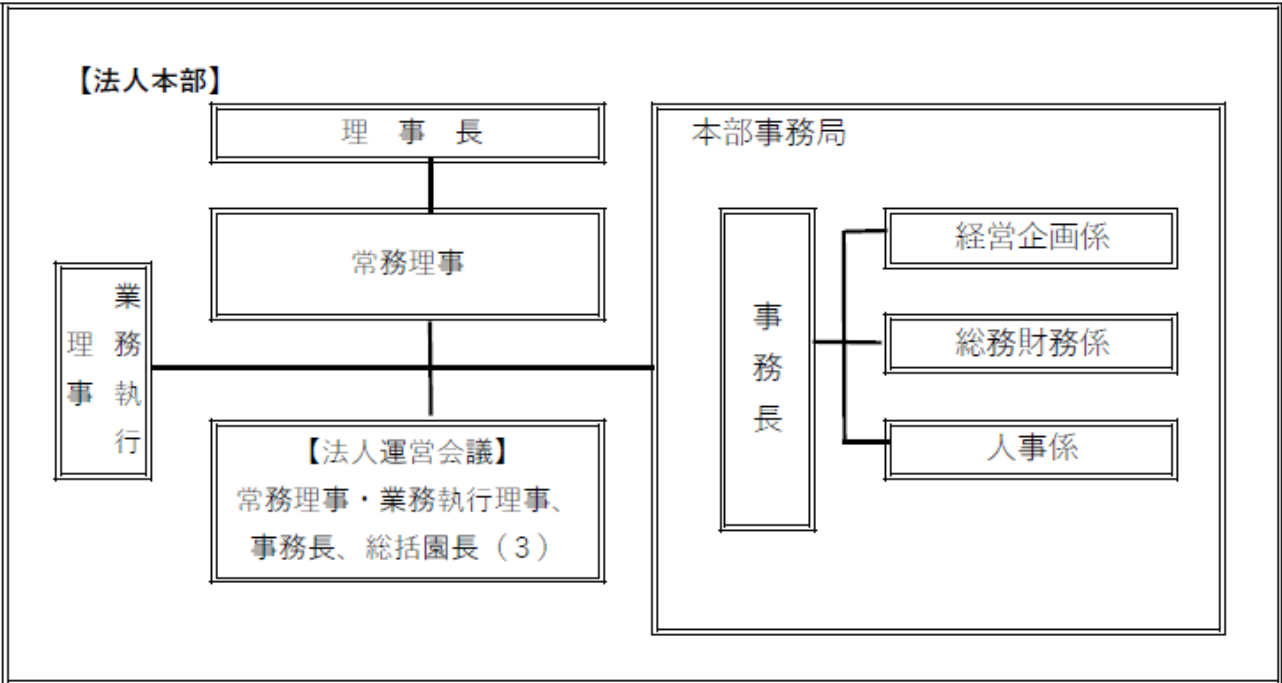 【法人本部】
理 事 長
常務理事
業務執行
理事
【法人運営会議】
常務理事・業務執行理事、
事務長、総括園長（３）
本部事務局
事務長
経営企画係
総務財務係
人事係